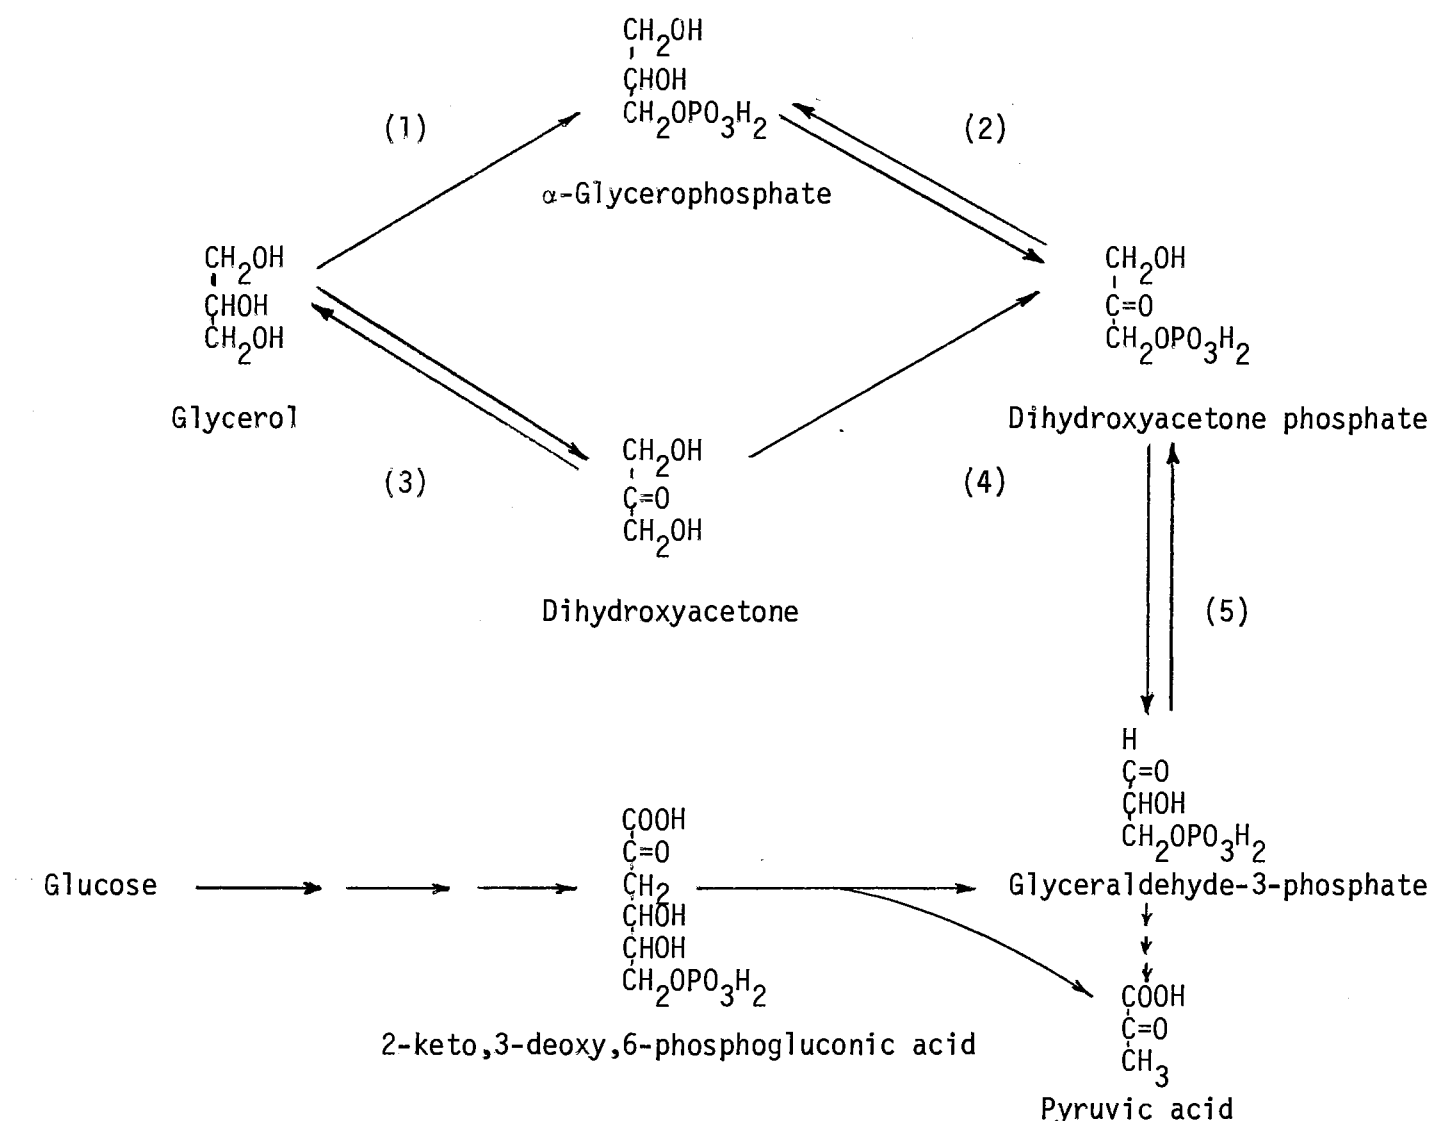 CH2OH
CHOH
CH2OPO3H2
(1)
(2)
α-Glycerophosphate
CH2OH
CHOH
CH2OH
CH2OH
C=O
CH2OPO3H2
Glycerol
Dihydroxyacetone phosphate
CH2OH
C=O
CH2OH
(3)
(4)
Dihydroxyacetone
(5)
H
C=O
CHOH
CH2OPO3H2
COOH
C=O
CH2
CHOH
CHOH
CH2OPO3H2
Glucose
Glyceraldehyde-3-phosphate
COOH
C=O
CH3
2-keto,3-deoxy,6-phosphogluconic acid
Pyruvic acid